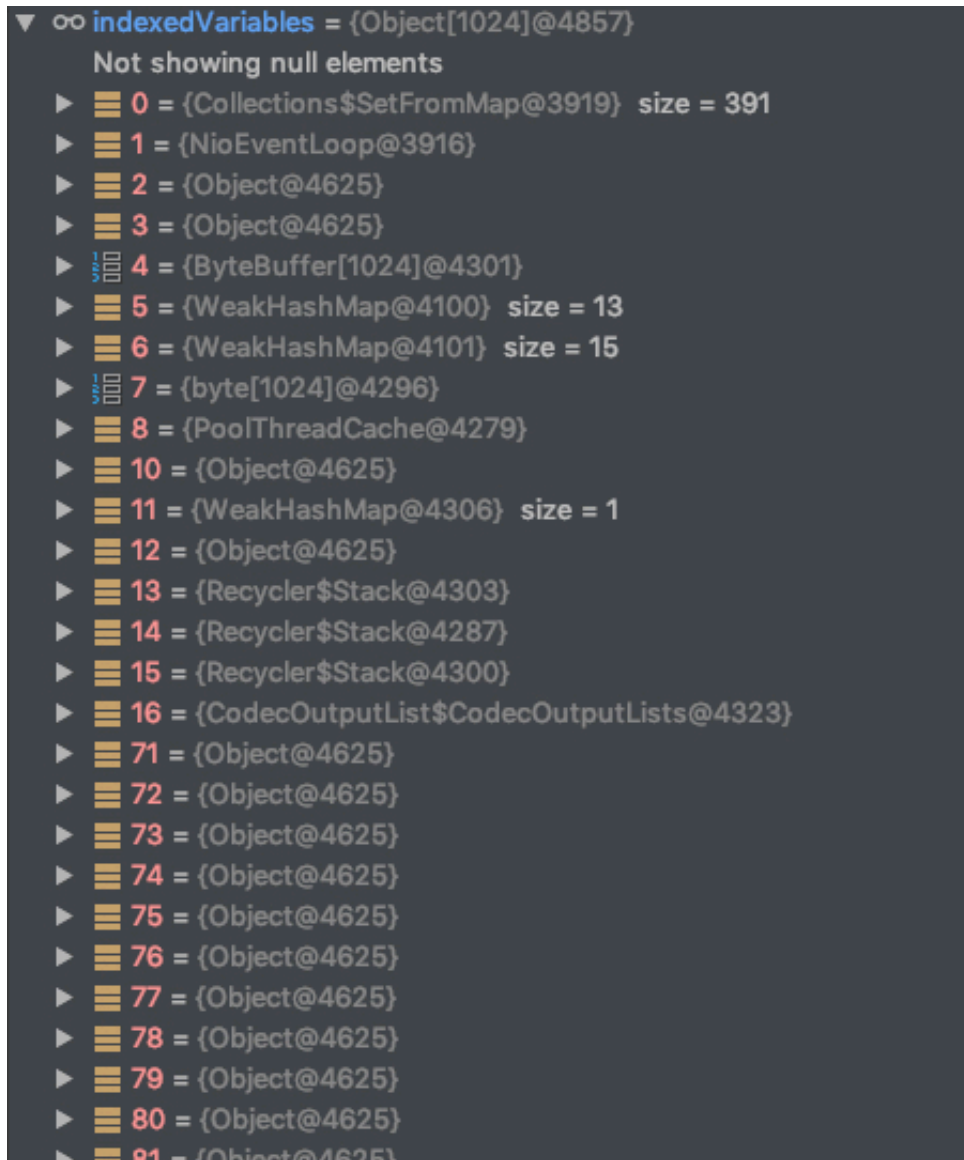 indexedVariables = {Object[1024]@4857}
Not showing null elements
0 = {Collections$SetFromMap@3919} size = 391
1 = {NioEventLoop@3916}
2 = {Object@4625}
3 = {Object@4625}
4 = {ByteBuffer[1024]@4301}
5 = {WeakHashMap@4100} size = 13
6 = {WeakHashMap@4101} size = 15
7 = {byte[1024]@4296}
8 = {PoolThreadCache@4279}
10 = {Object@4625}
11 = {WeakHashMap@4306} size = 1
12 = {Object@4625}
13 = {Recycler$Stack@4303}
14 = {Recycler$Stack@4287}
15 = {Recycler$Stack@4300}
16 = {CodecOutputList$CodecOutputLists@4323}
71 = {Object@4625}
72 = {Object@4625}
73 = {Object@4625}
74 = {Object@4625}
75 = {Object@4625}
76 = {Object@4625}
77 = {Object@4625}
78 = {Object@4625}
79 = {Object@4625}
80 = {Object@4625}
81 = {Object@4625}